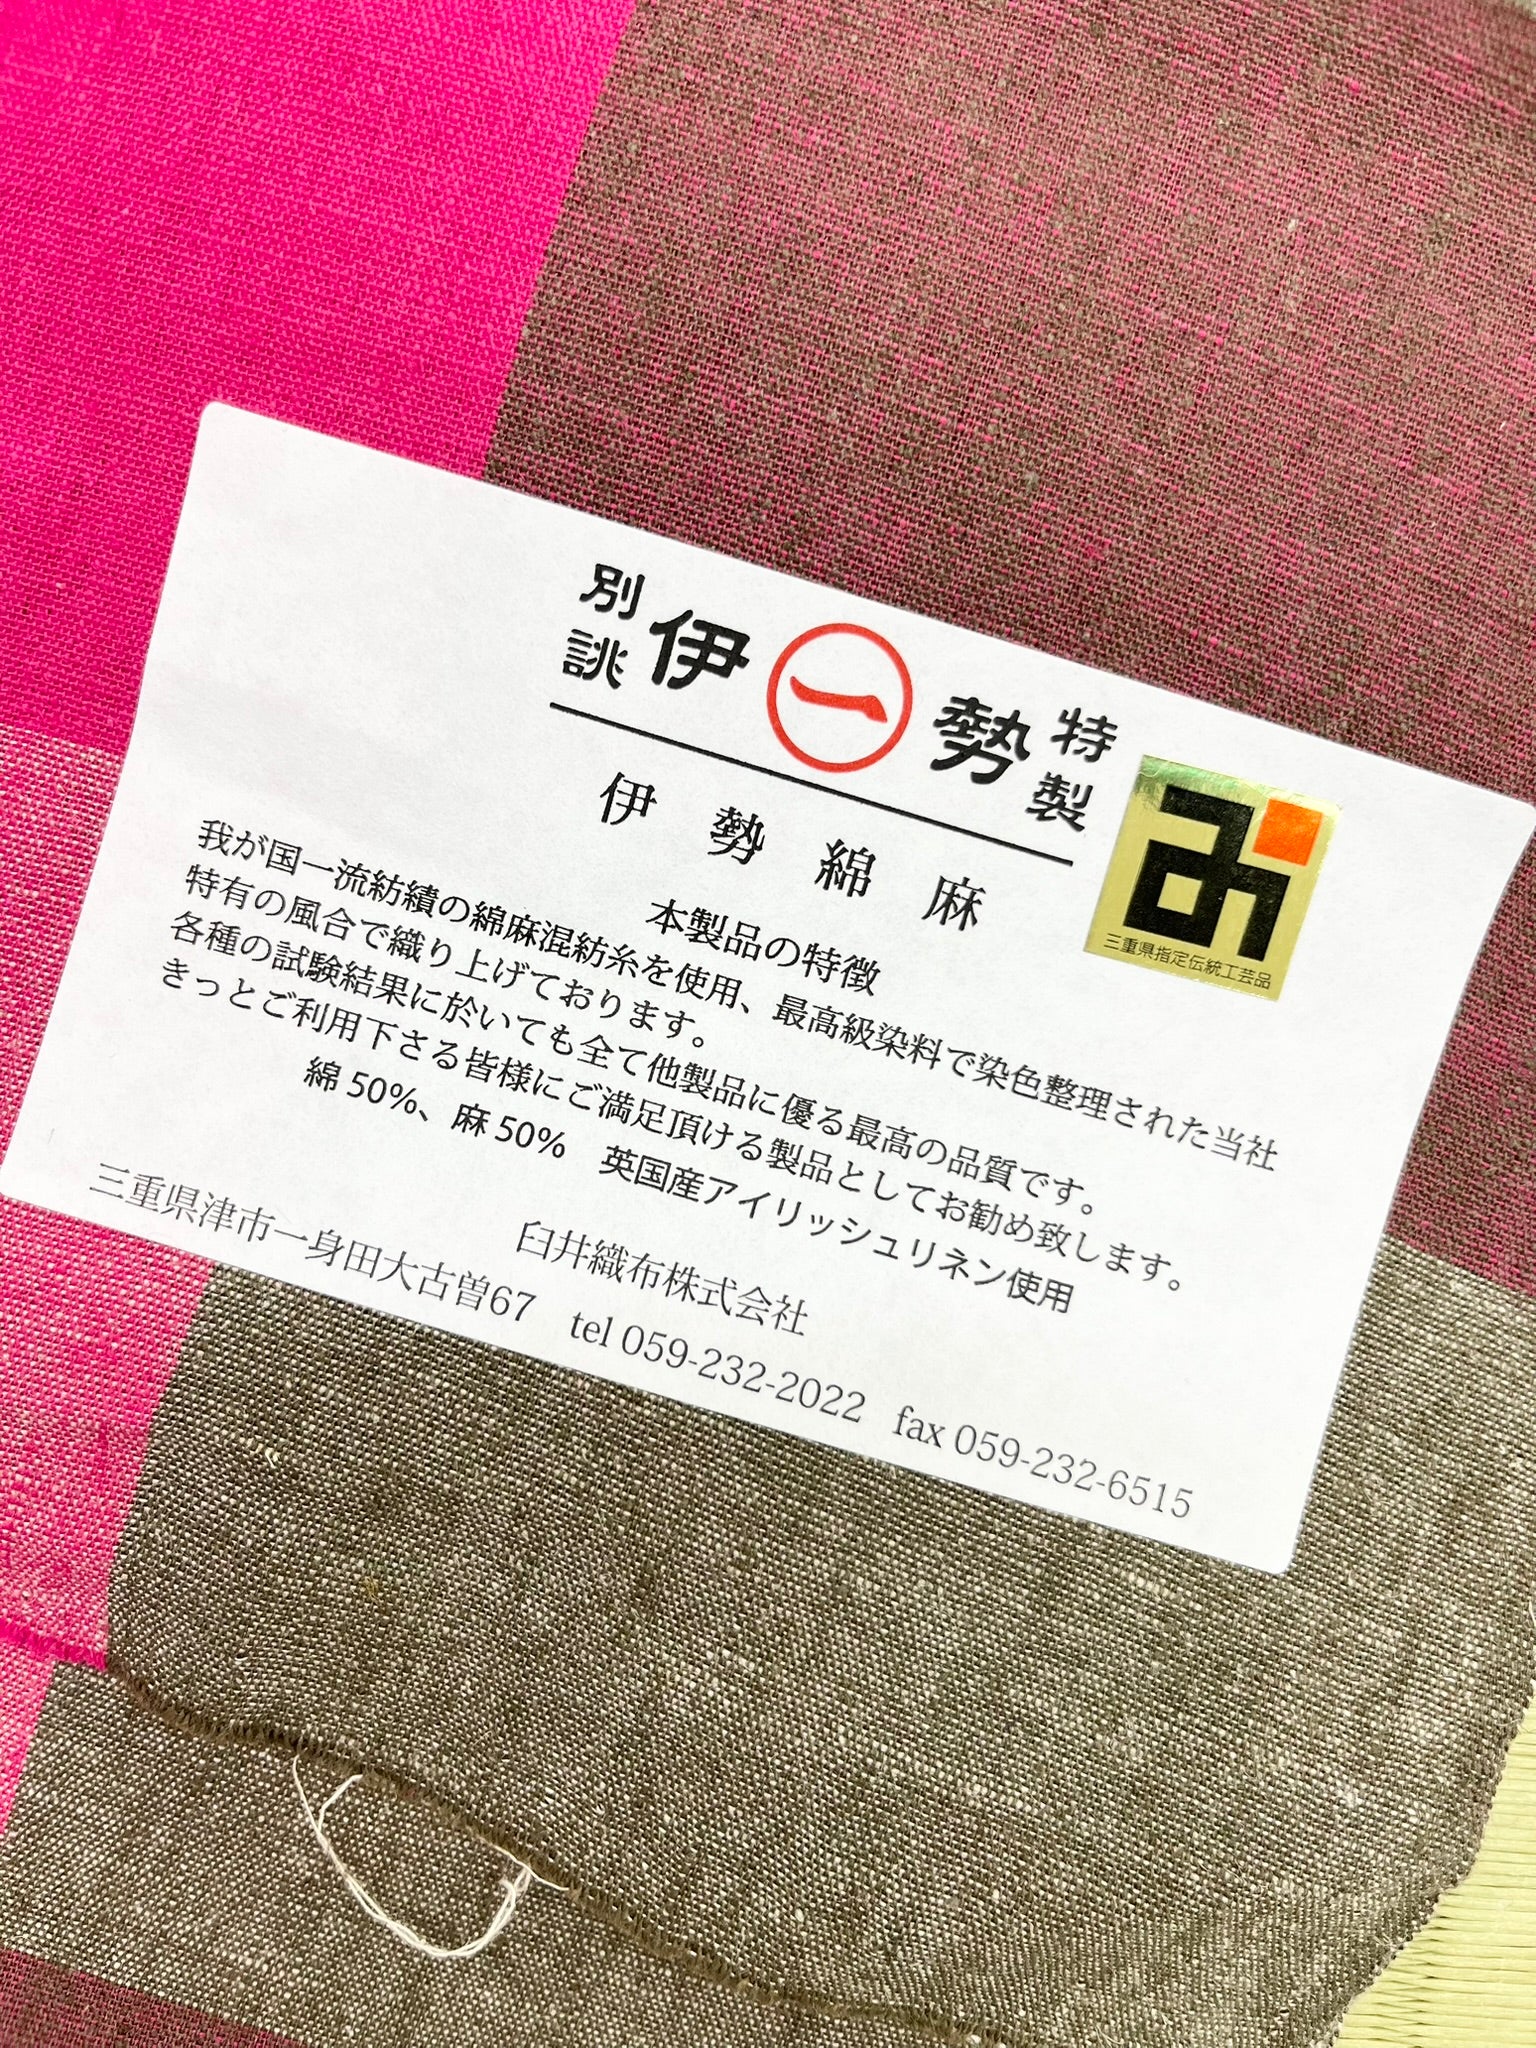 別誂 伊 一 勢 特製
伊勢綿麻
三重県指定伝統工芸品
本製品の特徴
我が国一流紡績の綿麻混紡糸を使用、最高級染料で染色整理された当社
特有の風合で織り上げております。
各種の試験結果に於いても全て他製品に優る最高の品質です。
きっとご利用下さる皆様にご満足頂ける製品としてお勧め致します。
綿50%、麻50% 英国産アイリッシュリネン使用
臼井織布株式会社
三重県津市一身田大古曽67 tel 059-232-2022 fax 059-232-6515